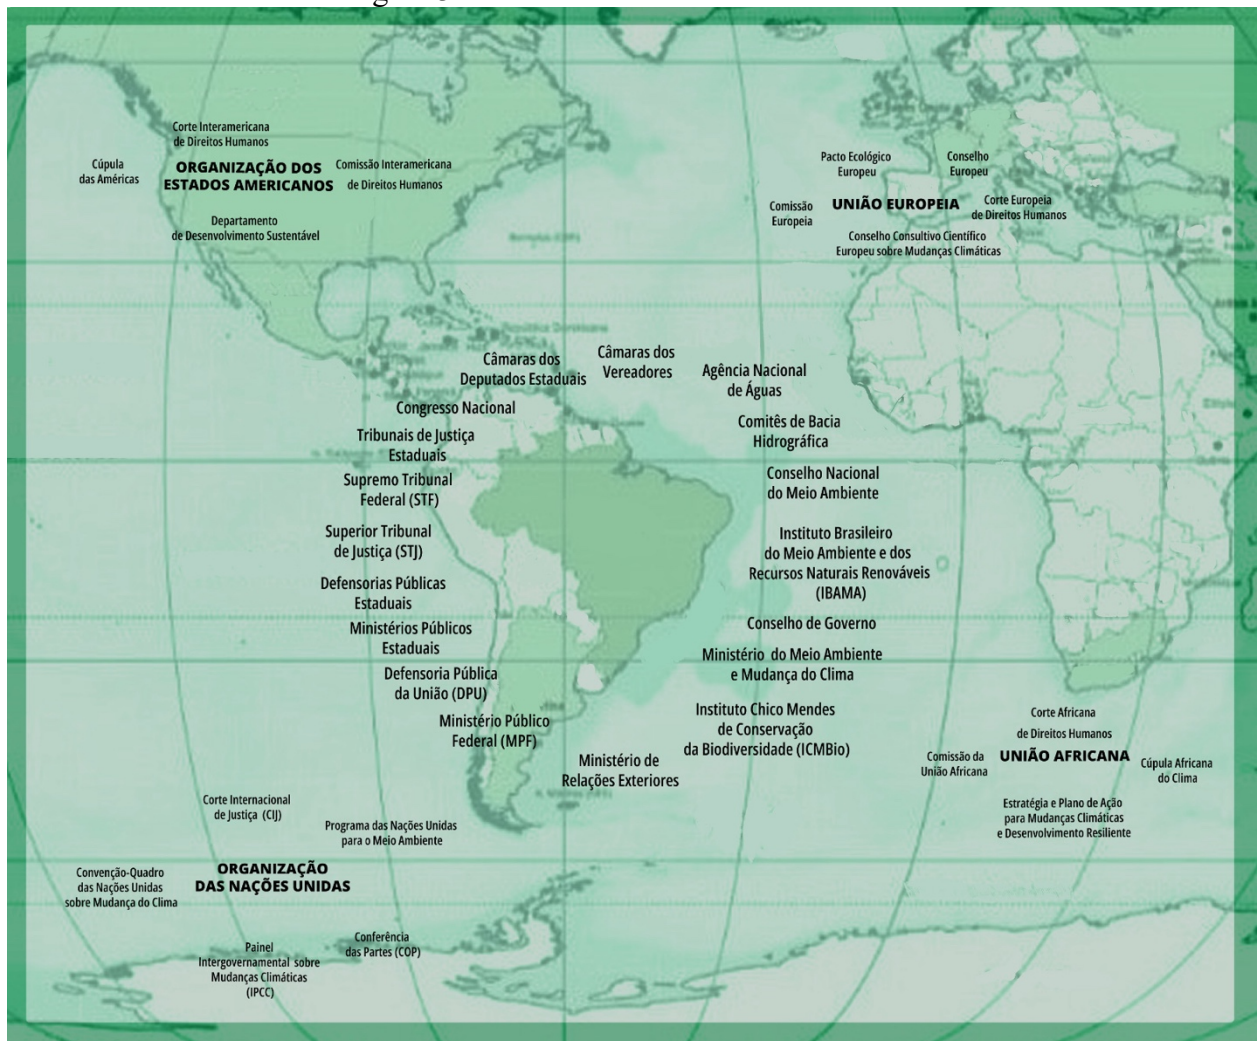 Corte Interamericana
de Direitos Humanos
Cúpula
das Américas
ORGANIZAÇÃO DOS
ESTADOS AMERICANOS
Comissão Interamericana
de Direitos Humanos
Departamento
de Desenvolvimento Sustentável
Pacto Ecológico
Europeu
Conselho
Europeu
Comissão
Europeia
UNIÃO EUROPEIA
Corte Europeia
de Direitos Humanos
Conselho Consultivo Científico
Europeu sobre Mudanças Climáticas
Câmaras dos
Deputados Estaduais
Câmaras dos
Vereadores
Agência Nacional
de Águas
Congresso Nacional
Comitês de Bacia
Hidrográfica
Tribunais de Justiça
Estaduais
Conselho Nacional
do Meio Ambiente
Supremo Tribunal
Federal (STF)
Superior Tribunal
de Justiça (STJ)
Instituto Brasileiro
do Meio Ambiente e dos
Recursos Naturais Renováveis
(IBAMA)
Defensorias Públicas
Estaduais
Conselho de Governo
Ministérios Públicos
Estaduais
Ministério do Meio Ambiente
e Mudança do Clima
Defensoria Pública
da União (DPU)
Instituto Chico Mendes
de Conservação
da Biodiversidade (ICMBio)
Ministério Público
Federal (MPF)
Ministério de
Relações Exteriores
Corte Africana
de Direitos Humanos
Comissão da
União Africana
UNIÃO AFRICANA
Cúpula Africana
do Clima
Estratégia e Plano de Ação
para Mudanças Climáticas
e Desenvolvimento Resiliente
Corte Internacional
de Justiça (CIJ)
Programa das Nações Unidas
para o Meio Ambiente
Convenção-Quadro
das Nações Unidas
sobre Mudança do Clima
ORGANIZAÇÃO
DAS NAÇÕES UNIDAS
Conferência
das Partes (COP)
Painel
Intergovernamental sobre
Mudanças Climáticas
(IPCC)